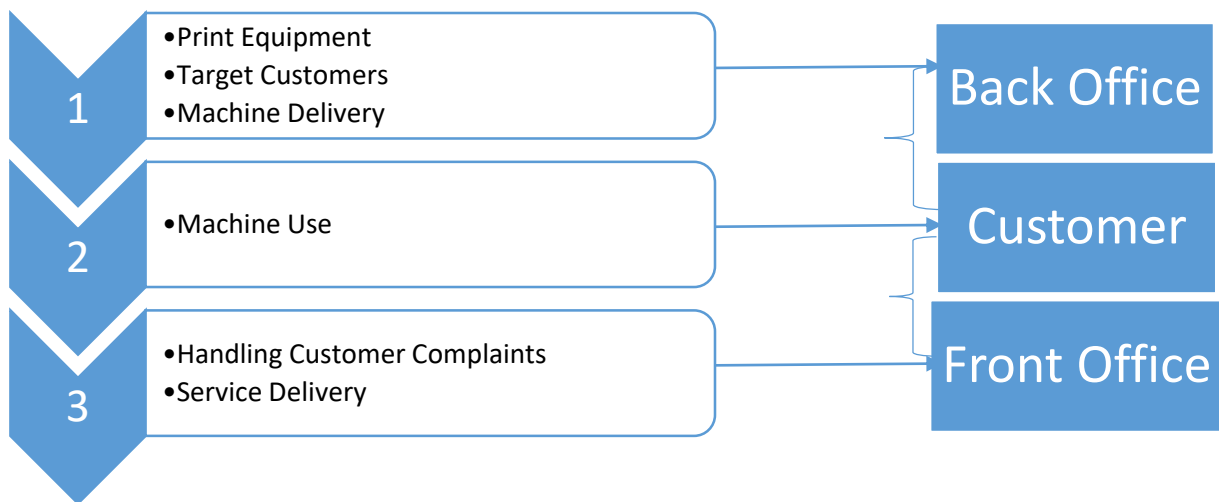 1
•Print Equipment
•Target Customers
•Machine Delivery
Back Office
2
•Machine Use
Customer
3
•Handling Customer Complaints
•Service Delivery
Front Office